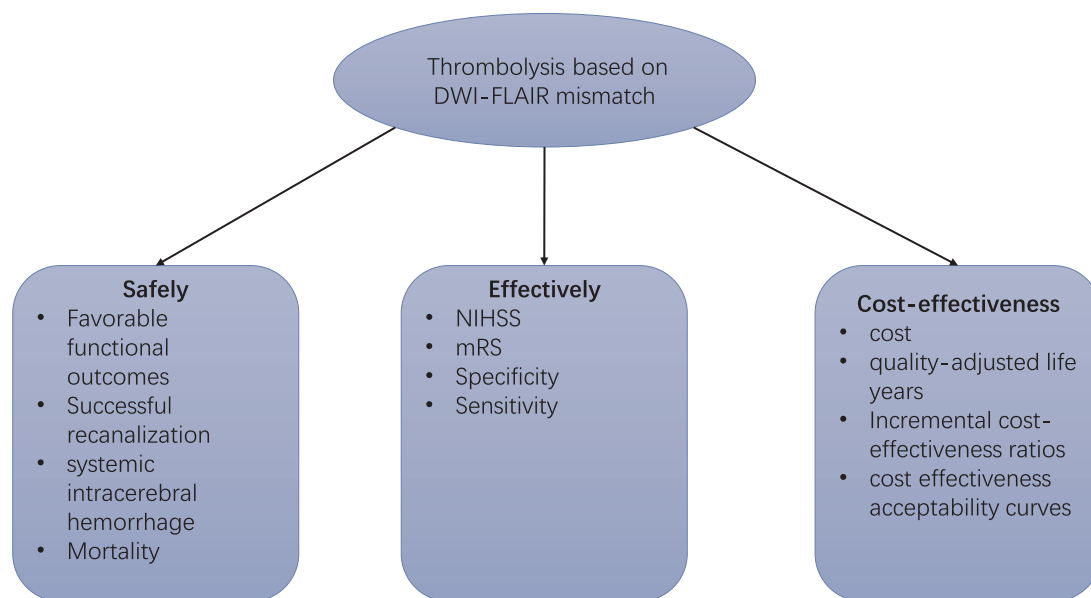 Thrombolysis based on
DWI-FLAIR mismatch
Safely
• Favorable
functional
outcomes
• Successful
recanalization
• systemic
intracerebral
hemorrhage
• Mortality
Effectively
• NIHSS
• mRS
• Specificity
• Sensitivity
Cost-effectiveness
• cost
• quality-adjusted life
years
• Incremental cost-
effectiveness ratios
• cost effectiveness
acceptability curves